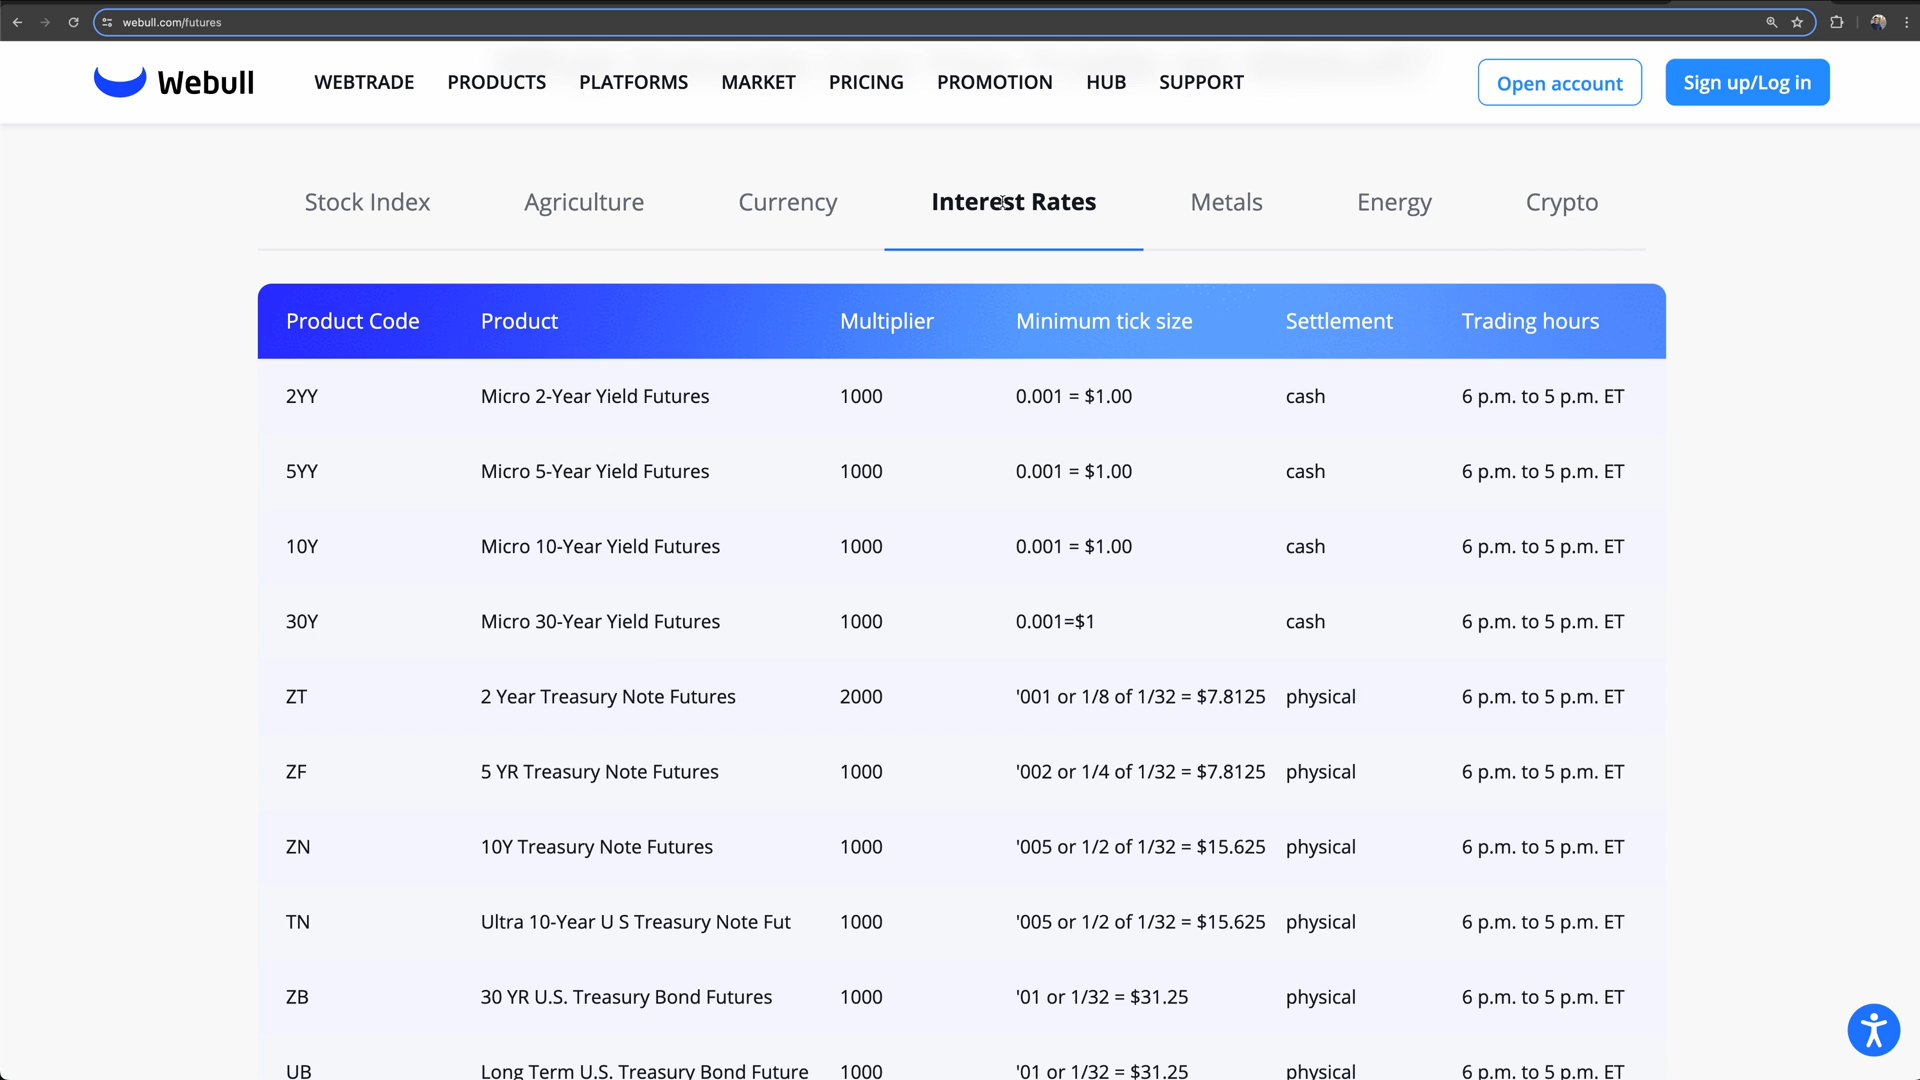 webull.com/futures
Webull WEBTRADE PRODUCTS PLATFORMS MARKET PRICING PROMOTION HUB SUPPORT Open account Sign up/Log in
Stock Index Agriculture Currency Interest Rates Metals Energy Crypto
Product Code Product Multiplier Minimum tick size Settlement Trading hours
2YY Micro 2-Year Yield Futures 1000 0.001 = $1.00 cash 6 p.m. to 5 p.m. ET
5YY Micro 5-Year Yield Futures 1000 0.001 = $1.00 cash 6 p.m. to 5 p.m. ET
10Y Micro 10-Year Yield Futures 1000 0.001 = $1.00 cash 6 p.m. to 5 p.m. ET
30Y Micro 30-Year Yield Futures 1000 0.001=$1 cash 6 p.m. to 5 p.m. ET
ZT 2 Year Treasury Note Futures 2000 '001 or 1/8 of 1/32 = $7.8125 physical 6 p.m. to 5 p.m. ET
ZF 5 YR Treasury Note Futures 1000 '002 or 1/4 of 1/32 = $7.8125 physical 6 p.m. to 5 p.m. ET
ZN 10Y Treasury Note Futures 1000 '005 or 1/2 of 1/32 = $15.625 physical 6 p.m. to 5 p.m. ET
TN Ultra 10-Year U S Treasury Note Fut 1000 '005 or 1/2 of 1/32 = $15.625 physical 6 p.m. to 5 p.m. ET
ZB 30 YR U.S. Treasury Bond Futures 1000 '01 or 1/32 = $31.25 physical 6 p.m. to 5 p.m. ET
UB Long Term U.S. Treasury Bond Future 1000 '01 or 1/32 = $31.25 physical 6 p.m. to 5 p.m. ET